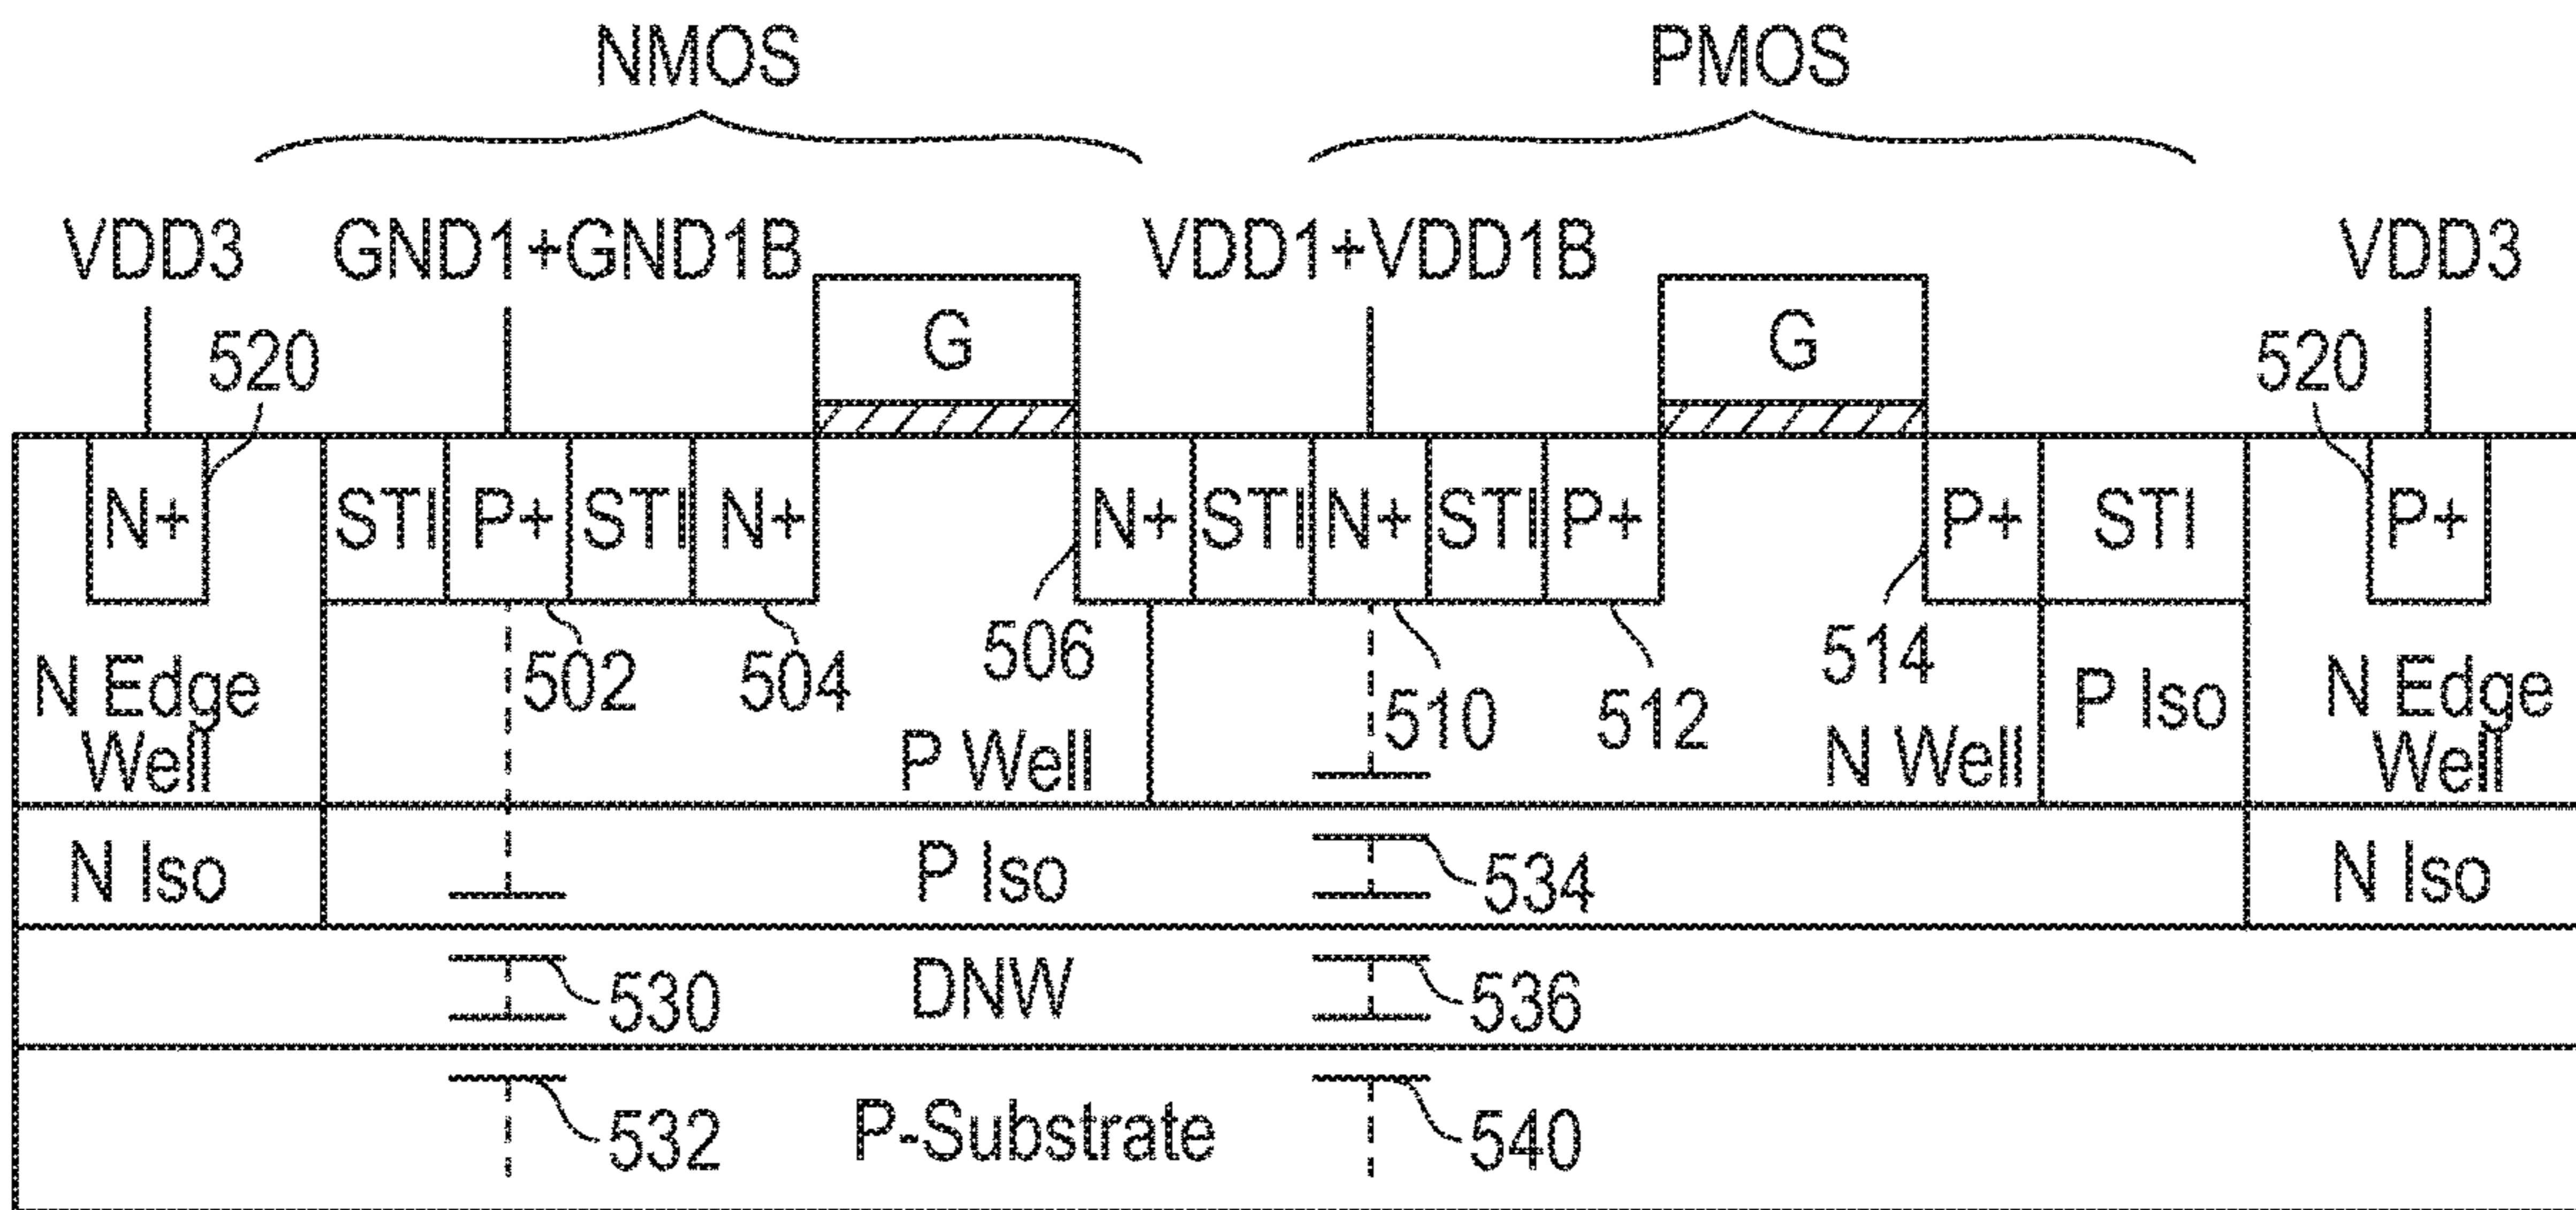 NMOS PMOS
VDD3 GND1+GND1B VDD1+VDD1B VDD3
G G
520 520
N+ STI P+ STI N+ N+ STI N+ STI P+ P+ STI P+
502 504 506 510 512 514
N Edge Well P Well N Well P Iso N Edge Well
N Iso P Iso 534 N Iso
530 DNW 536
532 P-Substrate 540